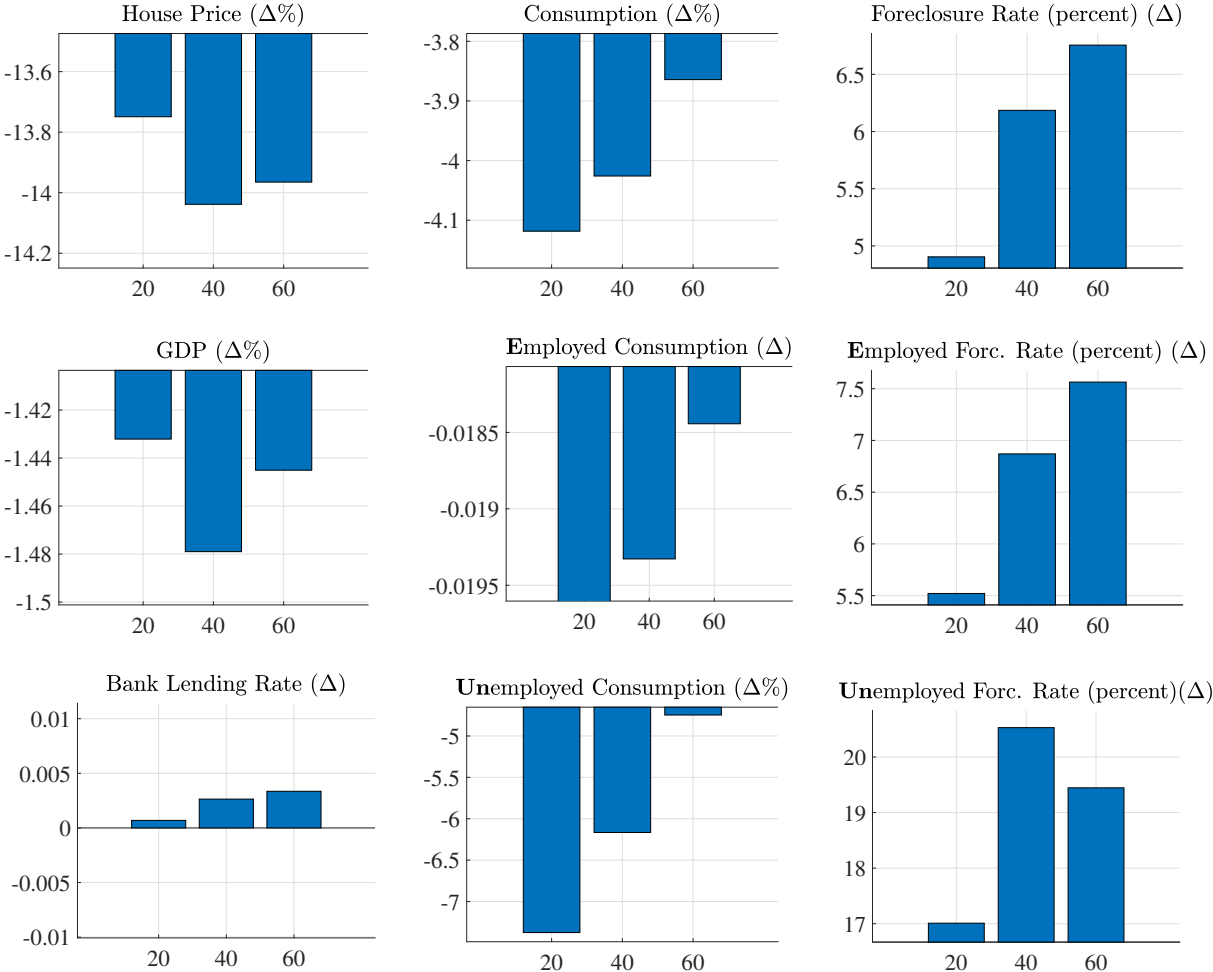 House Price (Δ%)
-13.6
-13.8
-14
-14.2
20 40 60
Consumption (Δ%)
-3.8
-3.9
-4
-4.1
20 40 60
Foreclosure Rate (percent) (Δ)
6.5
6
5.5
5
20 40 60
GDP (Δ%)
-1.42
-1.44
-1.46
-1.48
-1.5
20 40 60
Employed Consumption (Δ)
-0.0185
-0.019
-0.0195
20 40 60
Employed Forc. Rate (percent) (Δ)
7.5
7
6.5
6
5.5
20 40 60
Bank Lending Rate (Δ)
0.01
0.005
0
-0.005
-0.01
20 40 60
Unemployed Consumption (Δ%)
-5
-5.5
-6
-6.5
-7
20 40 60
Unemployed Forc. Rate (percent)(Δ)
20
19
18
17
20 40 60